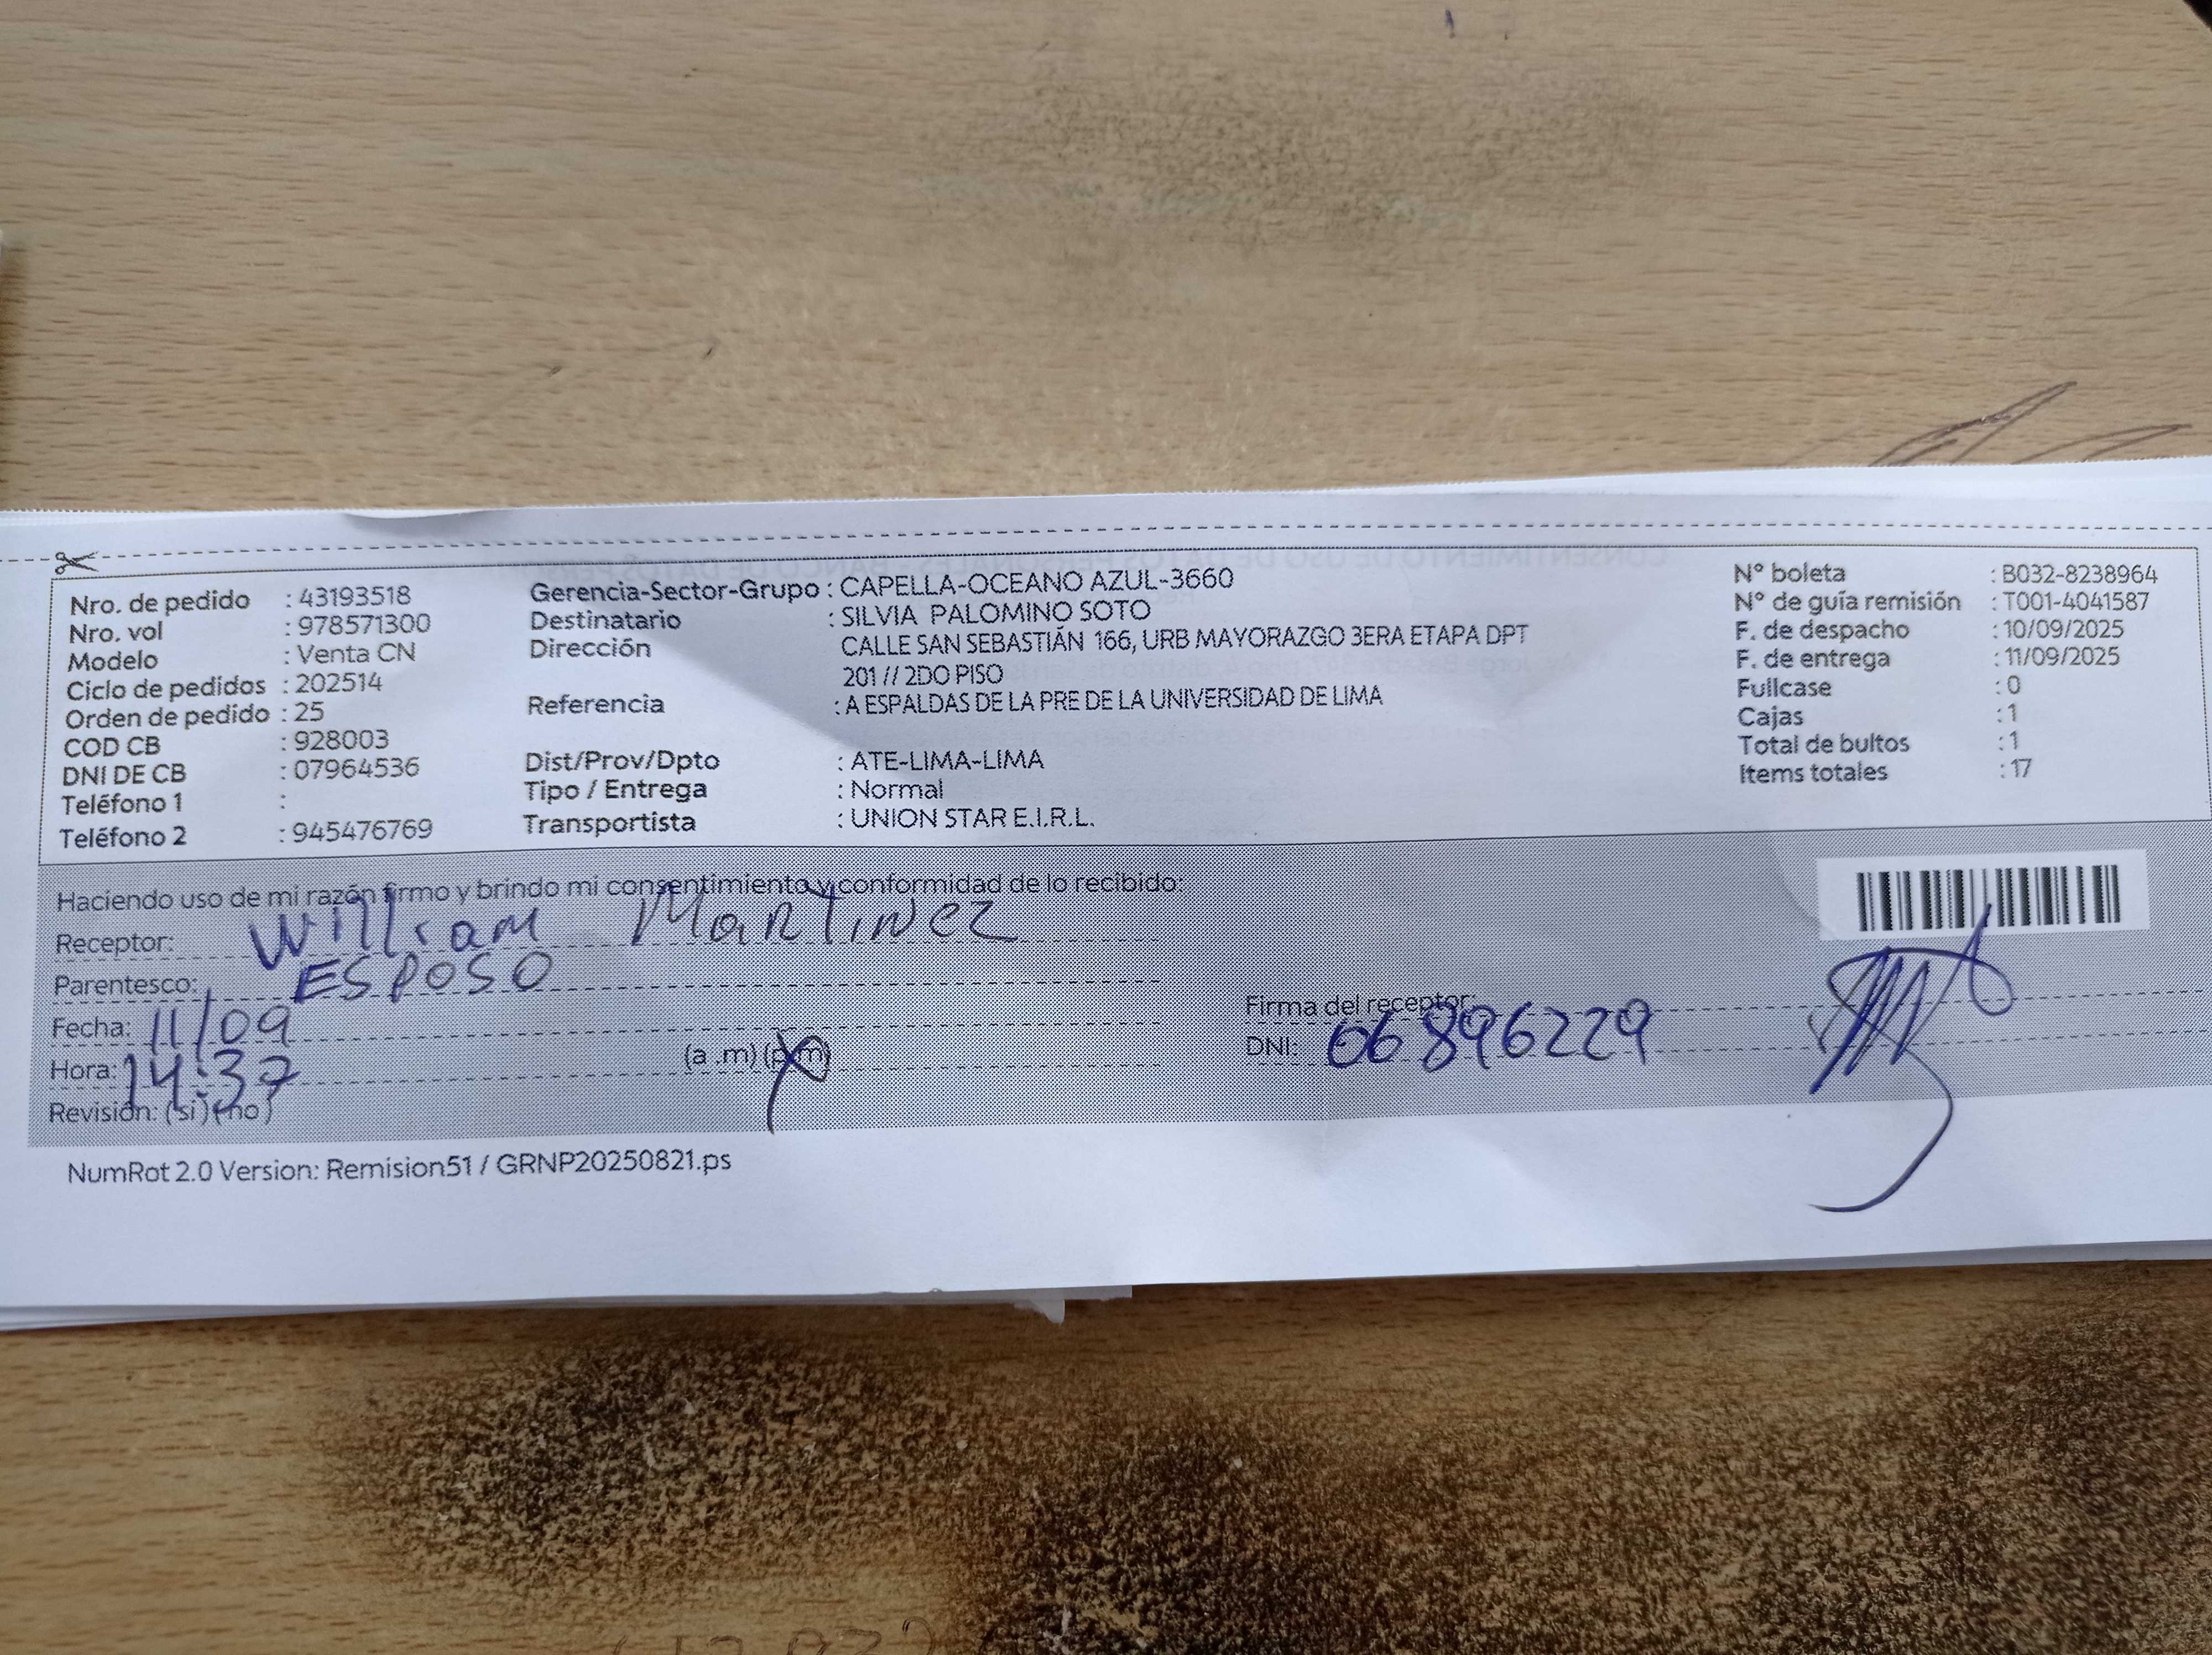 Nro. de pedido : 43193518
Nro. vol : 978571300
Modelo : Venta CN
Ciclo de pedidos : 202514
Orden de pedido : 25
COD CB : 928003
DNI DE CB : 07964536
Teléfono 1 :
Teléfono 2 : 945476769
Gerencia-Sector-Grupo : CAPELLA-OCEANO AZUL-3660
Destinatario : SILVIA PALOMINO SOTO
Dirección CALLE SAN SEBASTIÁN 166, URB MAYORAZGO 3ERA ETAPA DPT
201 // 2DO PISO
Referencia : A ESPALDAS DE LA PRE DE LA UNIVERSIDAD DE LIMA
Dist/Prov/Dpto : ATE-LIMA-LIMA
Tipo / Entrega : Normal
Transportista : UNION STAR E.I.R.L.
N° boleta : B032-8238964
N° de guía remisión : T001-4041587
F. de despacho : 10/09/2025
F. de entrega : 11/09/2025
Fullcase : 0
Cajas : 1
Total de bultos : 1
Items totales : 17
Haciendo uso de mi razón firmo y brindo mi consentimiento y conformidad de lo recibido:
Receptor: William Martinez
Parentesco: ESPOSO
Fecha: 11/09
Hora: 14:37 (a .m) (p.m)
Revisión: (si) (no)
Firma del receptor:
DNI: 06896229
NumRot 2.0 Version: Remision51 / GRNP20250821.ps